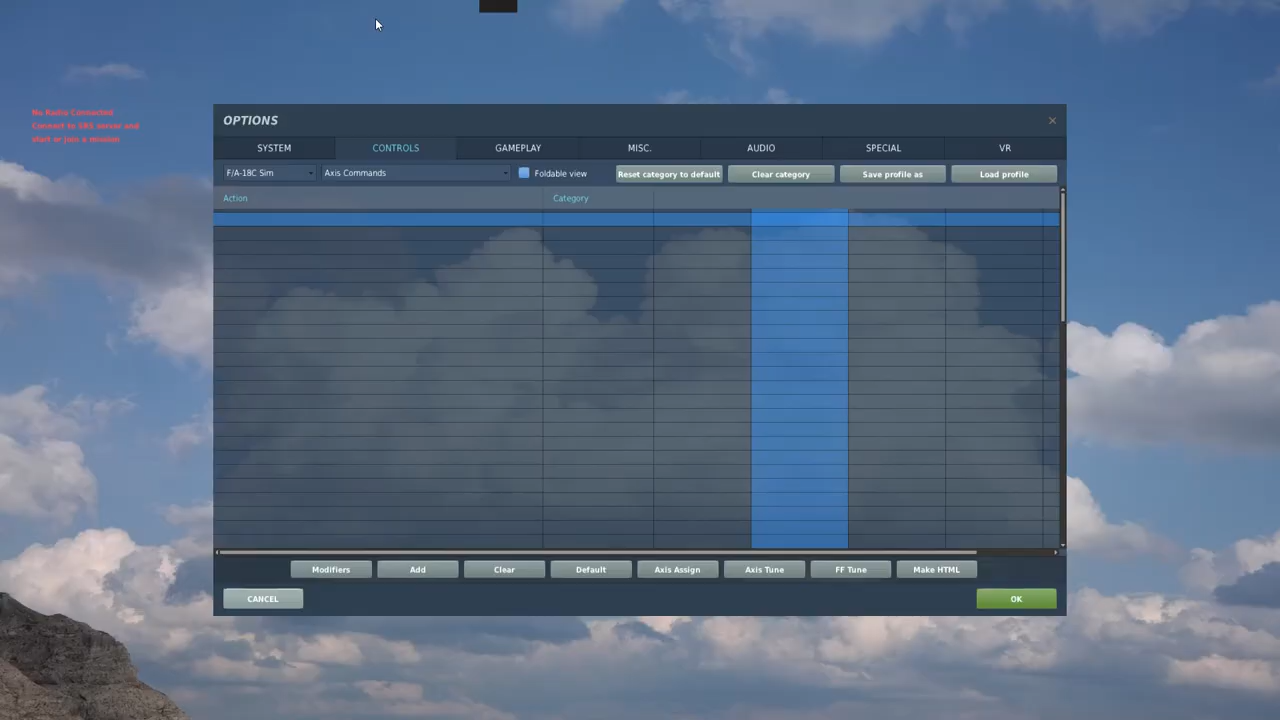 No Radio Connected
Connect to SRS server and
start or join a mission
OPTIONS
SYSTEM
CONTROLS
GAMEPLAY
MISC.
AUDIO
SPECIAL
VR
F/A-18C Sim
Axis Commands
Foldable view
Reset category to default
Clear category
Save profile as
Load profile
Action
Category
Modifiers
Add
Clear
Default
Axis Assign
Axis Tune
FF Tune
Make HTML
CANCEL
OK